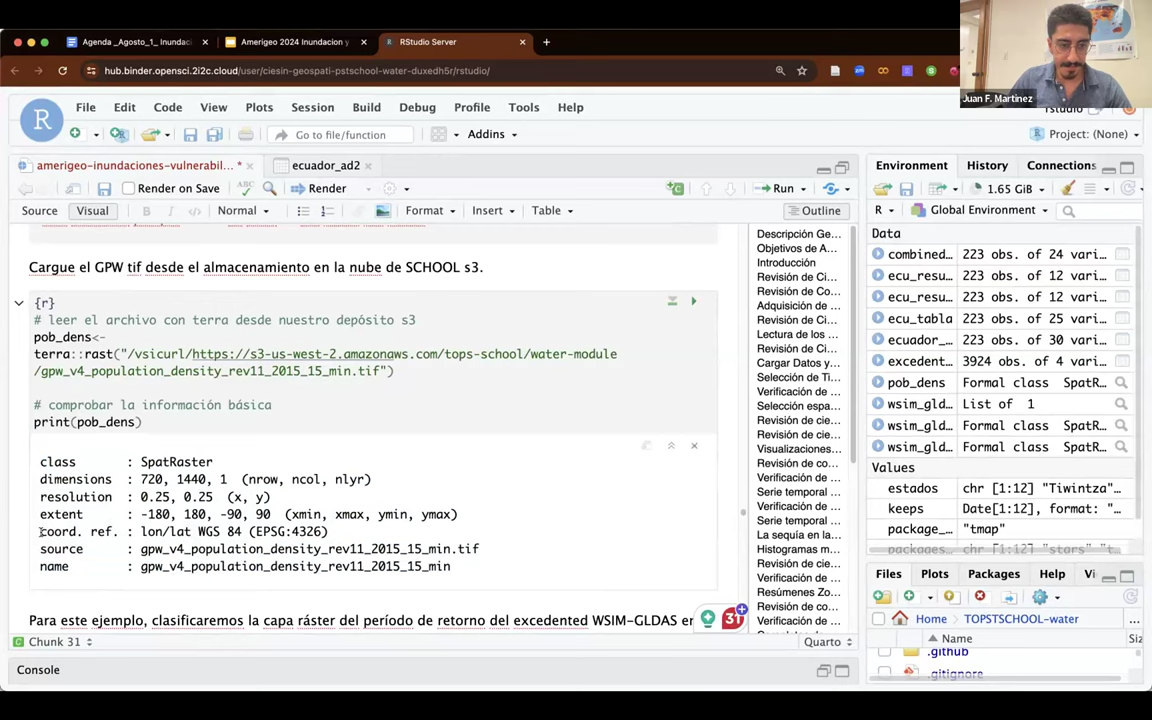 Agenda _Agosto_1_ Inundaci
Amerigeo 2024 Inundacion y
RStudio Server
hub.binder.opensci.2i2c.cloud/user/ciesin-geospati-pstschool-water-duxedh5r/rstudio/
Juan F. Martinez
rstudio
R
File Edit Code View Plots Session Build Debug Profile Tools Help
Go to file/function
Addins
Project: (None)
amerigeo-inundaciones-vulnerabil... *
ecuador_ad2
Render on Save
Render
Run
Source Visual
B I
Normal
Format
Insert
Table
Outline
Cargue el GPW tif desde el almacenamiento en la nube de SCHOOL s3.
{r}
# leer el archivo con terra desde nuestro depósito s3
pob_dens<-
terra::rast("/vsicurl/https://s3-us-west-2.amazonaws.com/tops-school/water-module
/gpw_v4_population_density_rev11_2015_15_min.tif")
# comprobar la información básica
print(pob_dens)
class : SpatRaster
dimensions : 720, 1440, 1 (nrow, ncol, nlyr)
resolution : 0.25, 0.25 (x, y)
extent : -180, 180, -90, 90 (xmin, xmax, ymin, ymax)
coord. ref. : lon/lat WGS 84 (EPSG:4326)
source : gpw_v4_population_density_rev11_2015_15_min.tif
name : gpw_v4_population_density_rev11_2015_15_min
Para este ejemplo, clasificaremos la capa ráster del período de retorno del excedented WSIM-GLDAS en
31
Chunk 31
Quarto
Console
Descripción Ge...
Objetivos de A...
Introducción
Revisión de Ci...
Revisión de Co...
Adquisición de
Revisión de Ci...
Lectura de los ...
Revisión de Ci...
Cargar Datos y...
Selección de Ti...
Verificación de ...
Selección espa...
Revisión de cie...
Revisión de cie...
Visualizaciones...
Revisión de co...
Verificación de ...
Serie temporal ...
Verificación de ...
Serie temporal ...
La sequía en la...
Histogramas m...
Verificación de ...
Resúmenes Zo...
Verificación de ...
Revisión de co...
Verificación de ...
Environment History Connections
1.65 GiB
R
Global Environment
Data
combined... 223 obs. of 24 vari...
ecu_resu... 223 obs. of 12 vari...
ecu_resu... 223 obs. of 12 vari...
ecu_tabla 223 obs. of 25 vari...
ecuador_... 223 obs. of 30 vari...
excedent... 3924 obs. of 4 vari...
pob_dens Formal class SpatR...
wsim_gld... List of 1
wsim_gld... Formal class SpatR...
wsim_gld... Formal class SpatR...
Values
estados chr [1:12] "Tiwintza"...
keeps Date[1:12], format: "...
package_... "tmap"
packages... chr [1:12] "stars" "t...
Files Plots Packages Help Vi
Home TOPSTSCHOOL-water
...
Name
Siz
.github
.gitignore